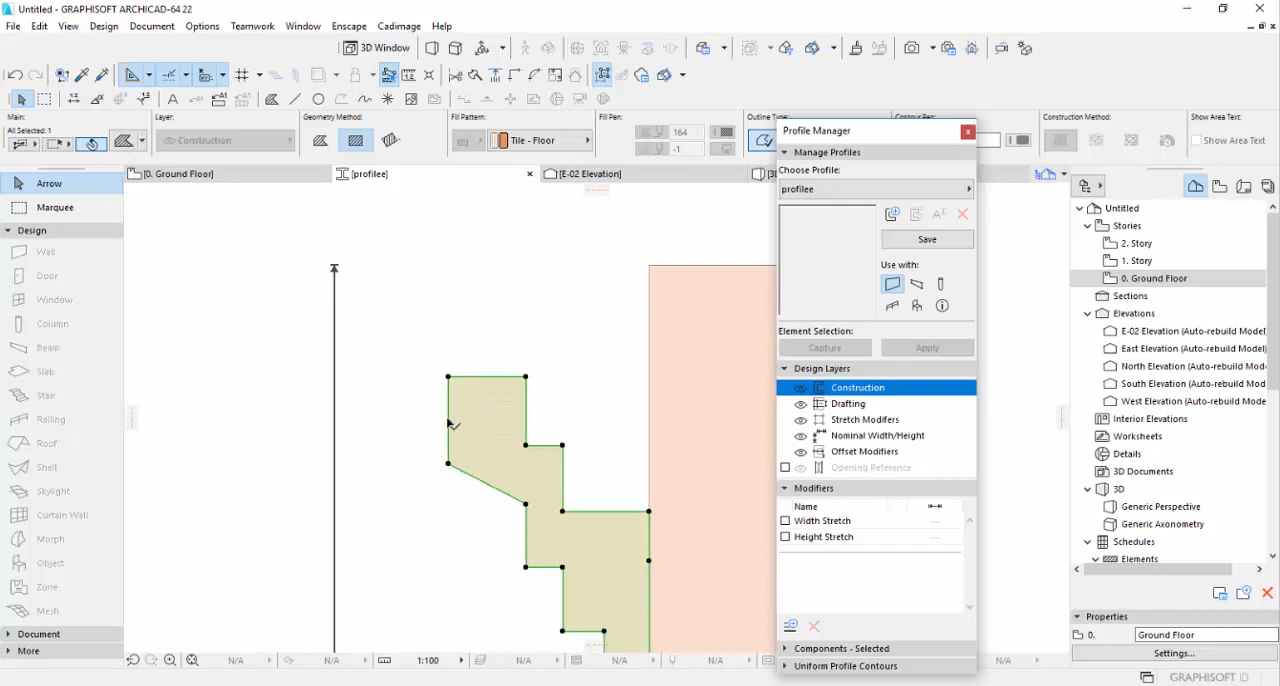 Untitled - GRAPHISOFT ARCHICAD-64 22
File Edit View Design Document Options Teamwork Window Enscape Cadimage Help
3D Window
Main:
All Selected: 1
Layer:
Construction
Geometry Method:
Fill Pattern:
Tile - Floor
Fill Pen:
164
-1
Outline Type:
Contour Pen:
Construction Method:
Show Area Text:
Show Area Text
[0. Ground Floor]
[profilee]
[E-02 Elevation]
Arrow
Marquee
Design
Wall
Door
Window
Column
Beam
Slab
Stair
Railing
Roof
Shell
Skylight
Curtain Wall
Morph
Object
Zone
Mesh
Document
More
Profile Manager
Manage Profiles
Choose Profile:
profilee
Save
Use with:
Element Selection:
Capture Apply
Design Layers
Construction
Drafting
Stretch Modifiers
Nominal Width/Height
Offset Modifiers
Opening Reference
Modifiers
Name
Width Stretch
Height Stretch
Components - Selected
Uniform Profile Contours
Untitled
Stories
2. Story
1. Story
0. Ground Floor
Sections
Elevations
E-02 Elevation (Auto-rebuild Model)
East Elevation (Auto-rebuild Model)
North Elevation (Auto-rebuild Model)
South Elevation (Auto-rebuild Model)
West Elevation (Auto-rebuild Mode
Interior Elevations
Worksheets
Details
3D Documents
3D
Generic Perspective
Generic Axonometry
Schedules
Elements
Properties
0. Ground Floor
Settings...
N/A N/A 1:100 N/A N/A N/A N/A
GRAPHISOFT ID